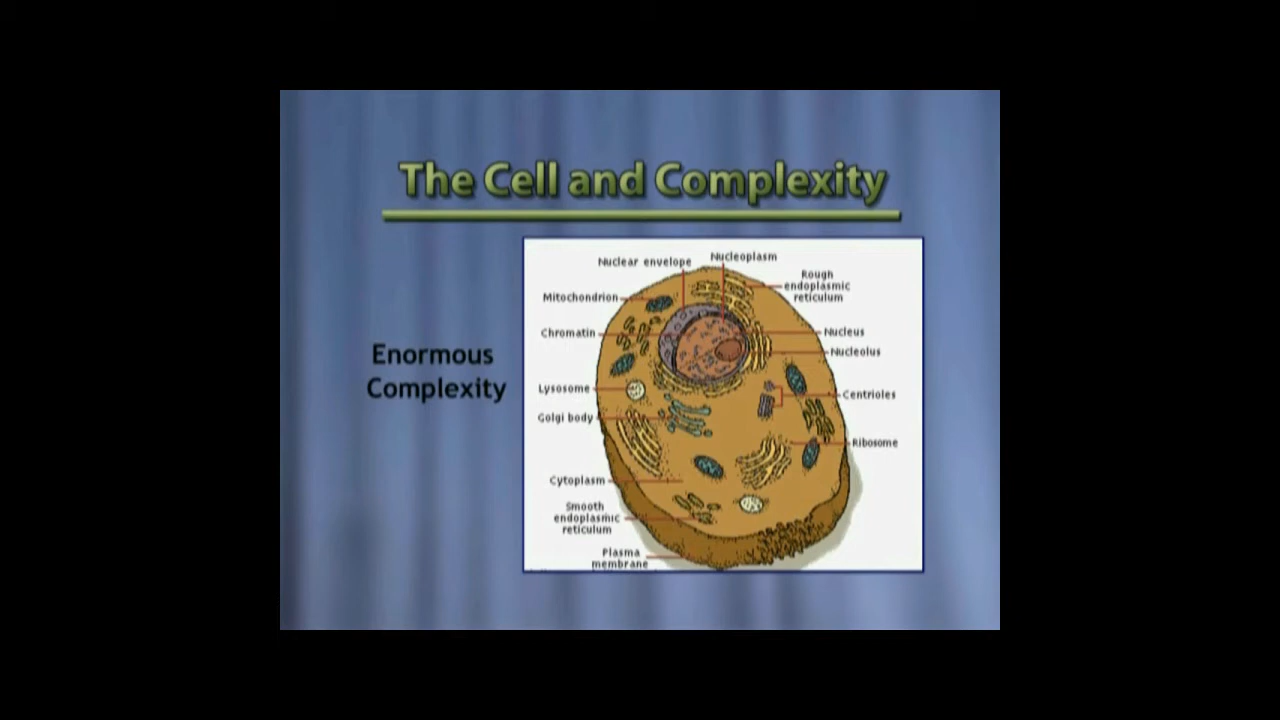 The Cell and Complexity
Nuclear envelope
Nucleoplasm
Rough
endoplasmic
reticulum
Mitochondrion
Chromatin
Nucleus
Nucleolus
Enormous
Complexity
Lysosome
Centrioles
Golgi body
Ribosome
Cytoplasm
Smooth
endoplasmic
reticulum
Plasma
membrane